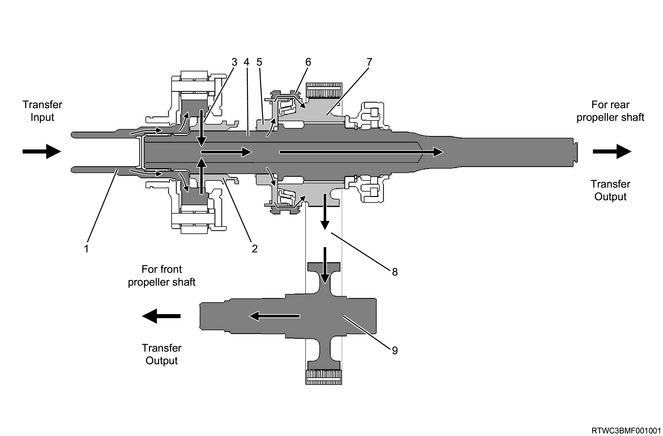 3 4 5 6 7
Transfer
Input
For rear
propeller shaft
Transfer
Output
1 2
8
For front
propeller shaft
Transfer
Output
9
RTWC3BMF001001